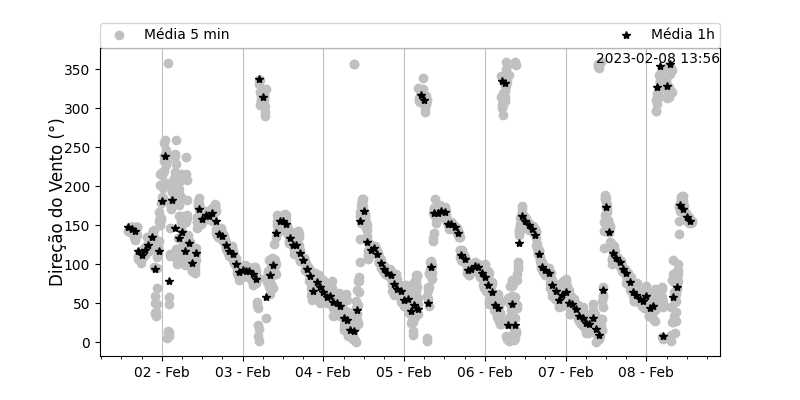 Média 5 min
Média 1h
2023-02-08 13:56
Direção do Vento (°)
350
300
250
200
150
100
50
0
02 - Feb
03 - Feb
04 - Feb
05 - Feb
06 - Feb
07 - Feb
08 - Feb